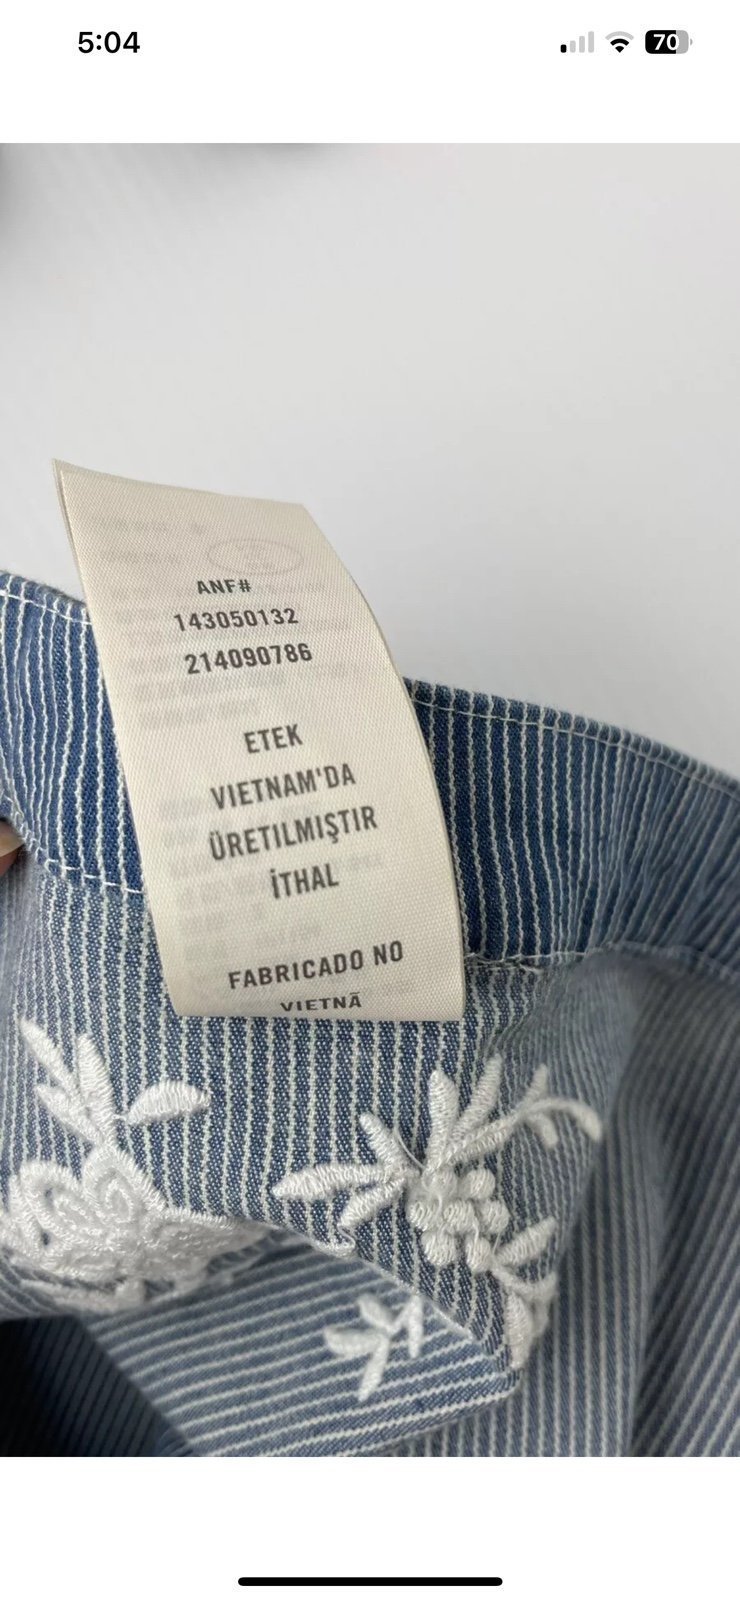 5:04
70
ANF#
143050132
214090786
ETEK
VIETNAM'DA
ÜRETILMIŞTIR
İTHAL
FABRICADO NO
VIETNÃ